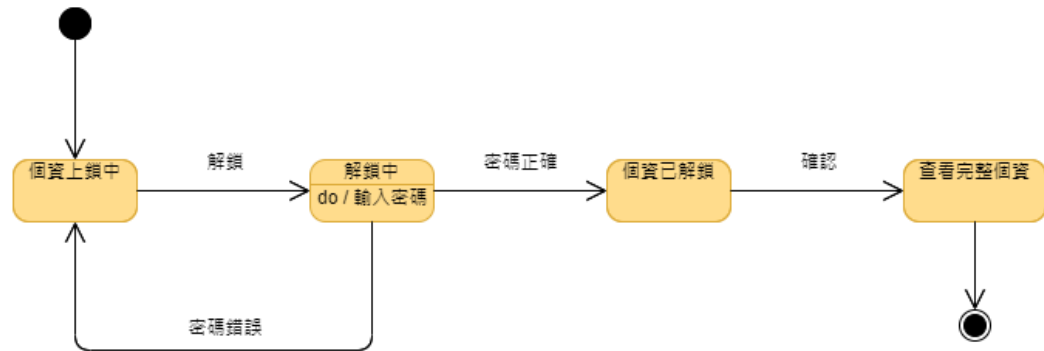 解鎖
密碼正確
確認
個資上鎖中
解鎖中
do / 輸入密碼
個資已解鎖
查看完整個資
密碼錯誤